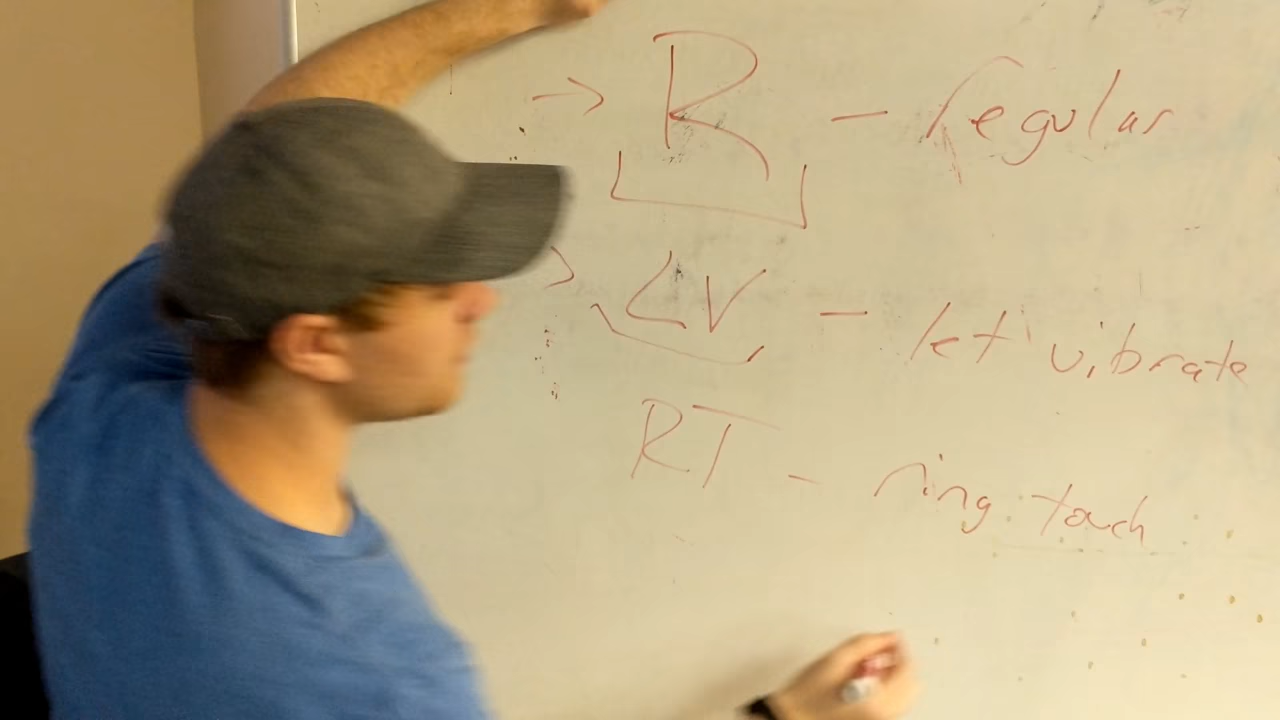 → R - regular
LV - let vibrate
RT - ring touch